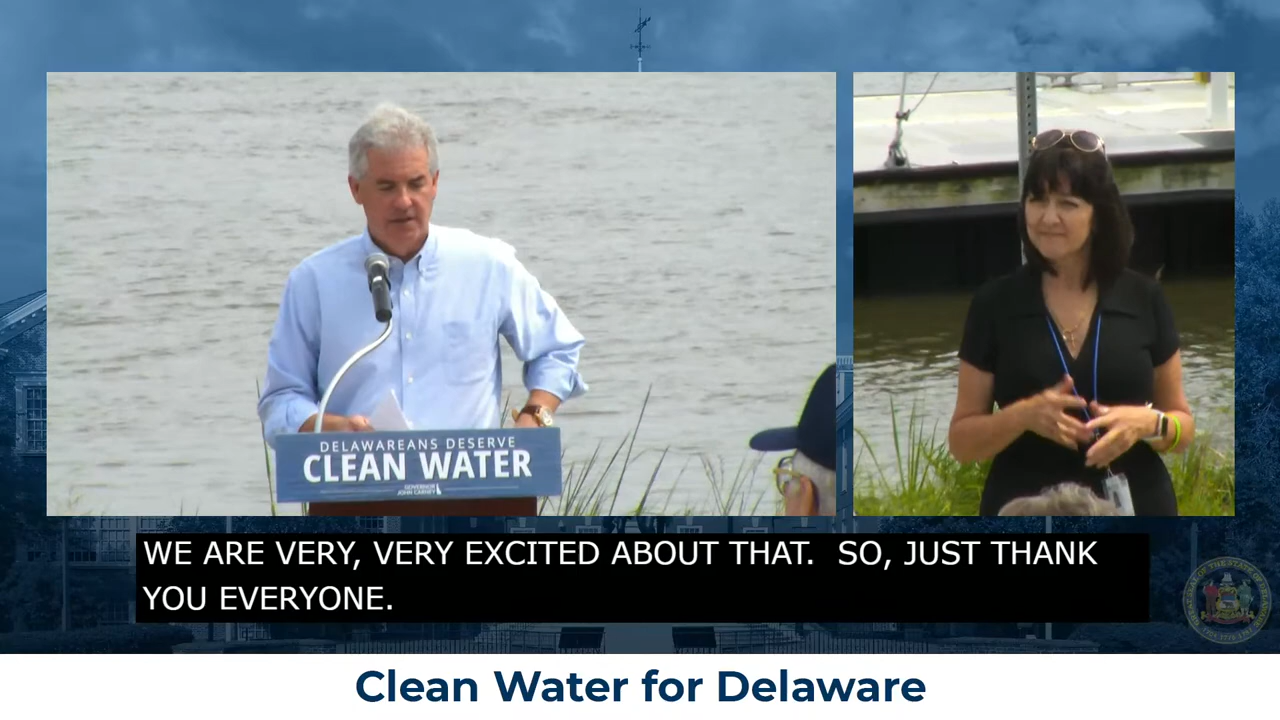 DELAWAREANS DESERVE
CLEAN WATER
GOVERNOR
JOHN CARNEY
WE ARE VERY, VERY EXCITED ABOUT THAT.  SO, JUST THANK
YOU EVERYONE.
Clean Water for Delaware